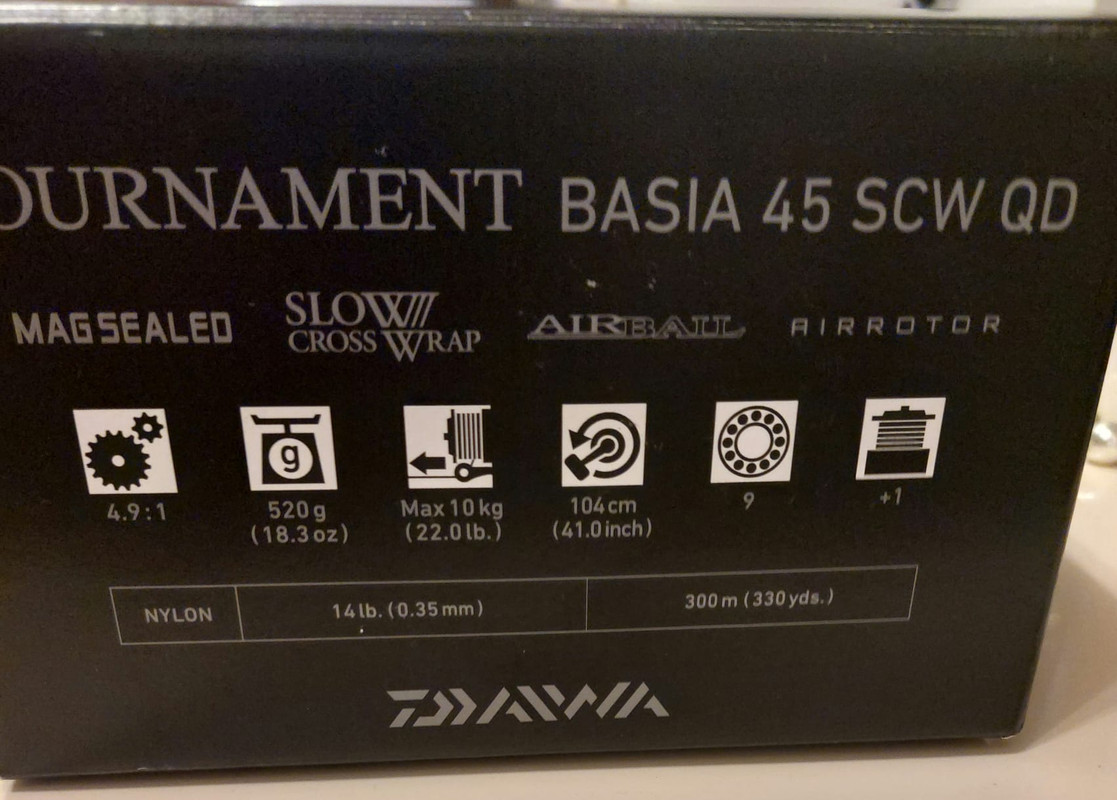 OURNAMENT BASIA 45 SCW QD
MAGSEALED SLOW CROSS WRAP AIRBAIL AIRROTOR
g
4.9:1 520g Max 10kg 104cm 9 +1
(18.3oz) (22.0lb.) (41.0inch)
NYLON 14lb. (0.35mm) 300m (330yds.)
DAIWA